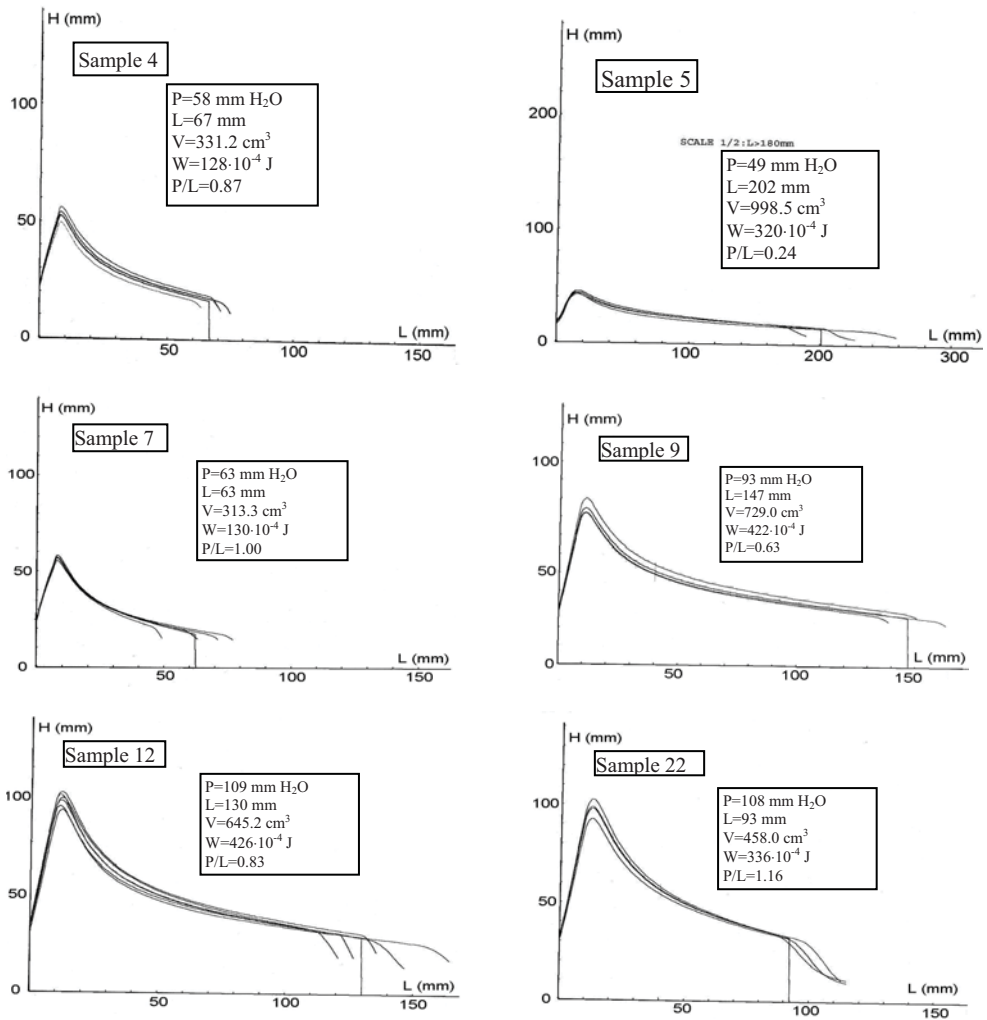 H (mm)
Sample 4
P=58 mm H₂O
L=67 mm
V=331.2 cm³
W=128·10⁻⁴ J
P/L=0.87
100
50
0
L (mm)
50
100
150
H (mm)
Sample 5
200
SCALE 1/2:L>180mm
P=49 mm H₂O
L=202 mm
V=998.5 cm³
W=320·10⁻⁴ J
P/L=0.24
100
0
L (mm)
100
200
300
H (mm)
Sample 7
P=63 mm H₂O
L=63 mm
V=313.3 cm³
W=130·10⁻⁴ J
P/L=1.00
100
50
0
L (mm)
50
100
150
H (mm)
Sample 9
100
P=93 mm H₂O
L=147 mm
V=729.0 cm³
W=422·10⁻⁴ J
P/L=0.63
50
0
L (mm)
50
100
150
H (mm)
Sample 12
P=109 mm H₂O
L=130 mm
V=645.2 cm³
W=426·10⁻⁴ J
P/L=0.83
100
50
0
L (mm)
50
100
150
H (mm)
Sample 22
P=108 mm H₂O
L=93 mm
V=458.0 cm³
W=336·10⁻⁴ J
P/L=1.16
100
50
0
L (mm)
50
100
150